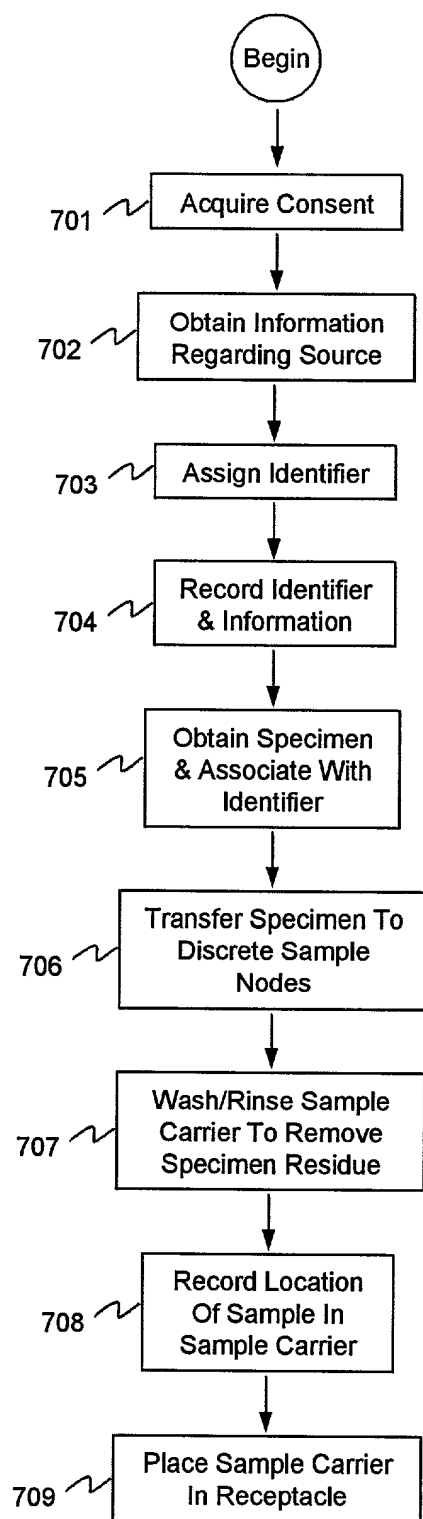 Begin
701
Acquire Consent
702
Obtain Information
Regarding Source
703
Assign Identifier
704
Record Identifier
& Information
705
Obtain Specimen
& Associate With
Identifier
706
Transfer Specimen To
Discrete Sample
Nodes
707
Wash/Rinse Sample
Carrier To Remove
Specimen Residue
708
Record Location
Of Sample In
Sample Carrier
709
Place Sample Carrier
In Receptacle